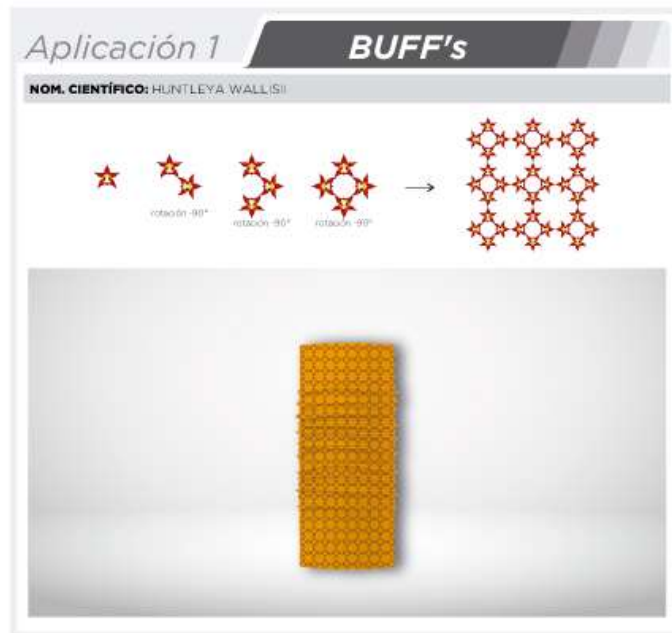 Aplicación 1
BUFF's
NOM. CIENTÍFICO: HUNTLEYA WALLISII
rotación -90°
rotación -90°
rotación -90°